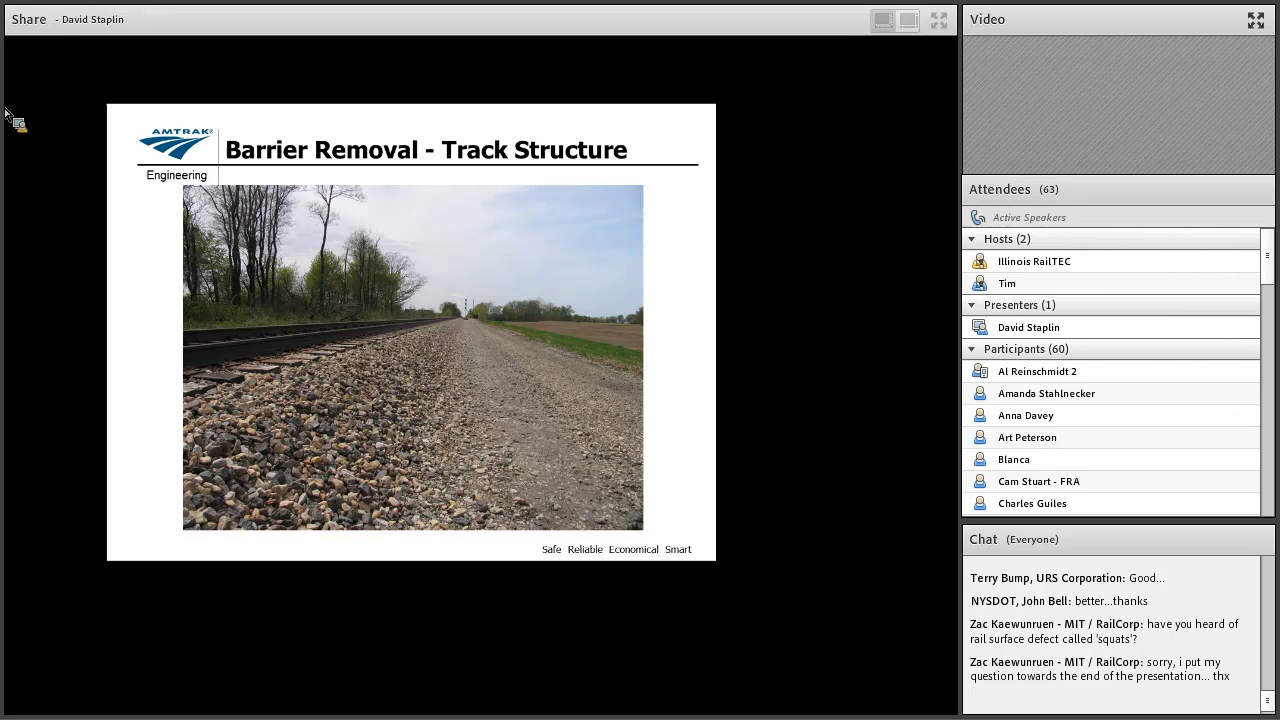 Share - David Staplin
AMTRAK®
Engineering
Barrier Removal - Track Structure
Safe Reliable Economical Smart
Video
Attendees (63)
Active Speakers
Hosts (2)
Illinois RailTEC
Tim
Presenters (1)
David Staplin
Participants (60)
Al Reinschmidt 2
Amanda Stahlnecker
Anna Davey
Art Peterson
Blanca
Cam Stuart - FRA
Charles Guiles
Chat (Everyone)
Terry Bump, URS Corporation: Good...
NYSDOT, John Bell: better...thanks
Zac Kaewunruen - MIT / RailCorp: have you heard of
rail surface defect called 'squats'?
Zac Kaewunruen - MIT / RailCorp: sorry, i put my
question towards the end of the presentation... thx